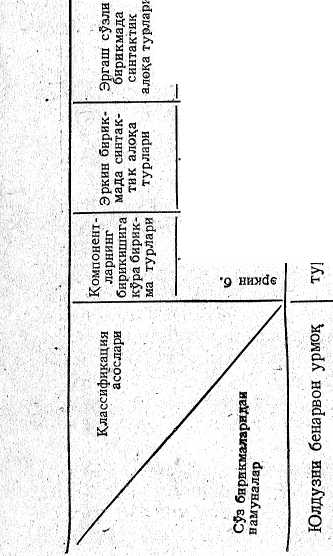 Классификация
асослари
Сўз бирикмаларидан
намуналар
Компонент-
ларнинг
бирикишига
кўра бирик-
ма турлари
Эркин бирик-
мада синтак-
тик алоқа
турлари
Эргаш сўзли
бирикмада
синтактик
алоқа турлари
эркин б.
Юлдузни бенарвон урмоқ